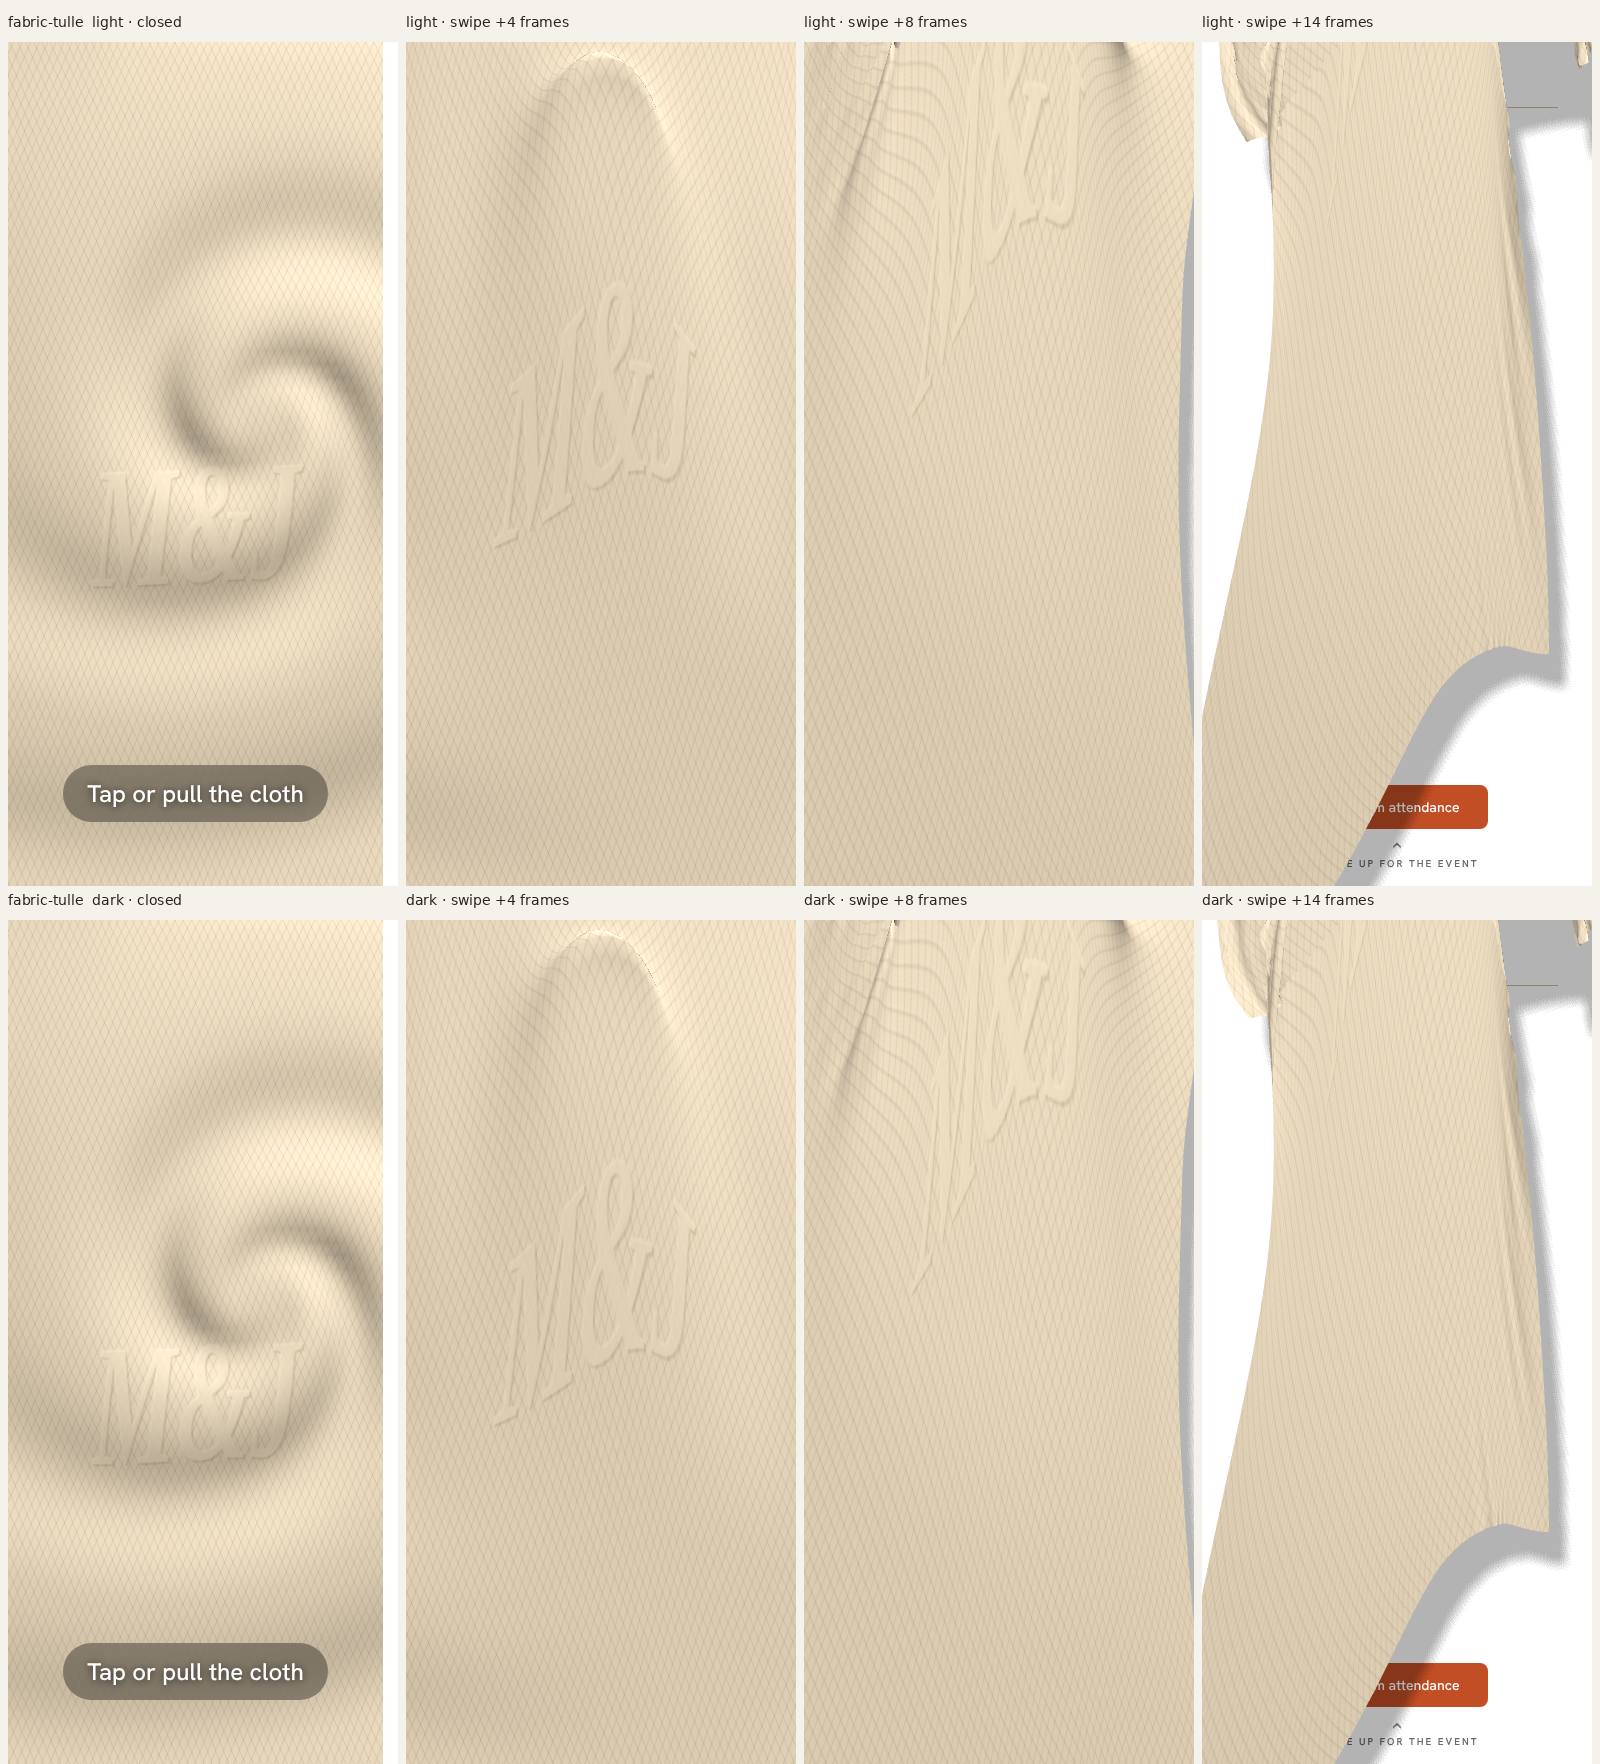 fabric-tulle light · closed
light · swipe +4 frames
light · swipe +8 frames
light · swipe +14 frames
M&J
M&J
M&J
Tap or pull the cloth
attendance
UP FOR THE EVENT
fabric-tulle dark · closed
dark · swipe +4 frames
dark · swipe +8 frames
dark · swipe +14 frames
M&J
M&J
M&J
Tap or pull the cloth
attendance
UP FOR THE EVENT